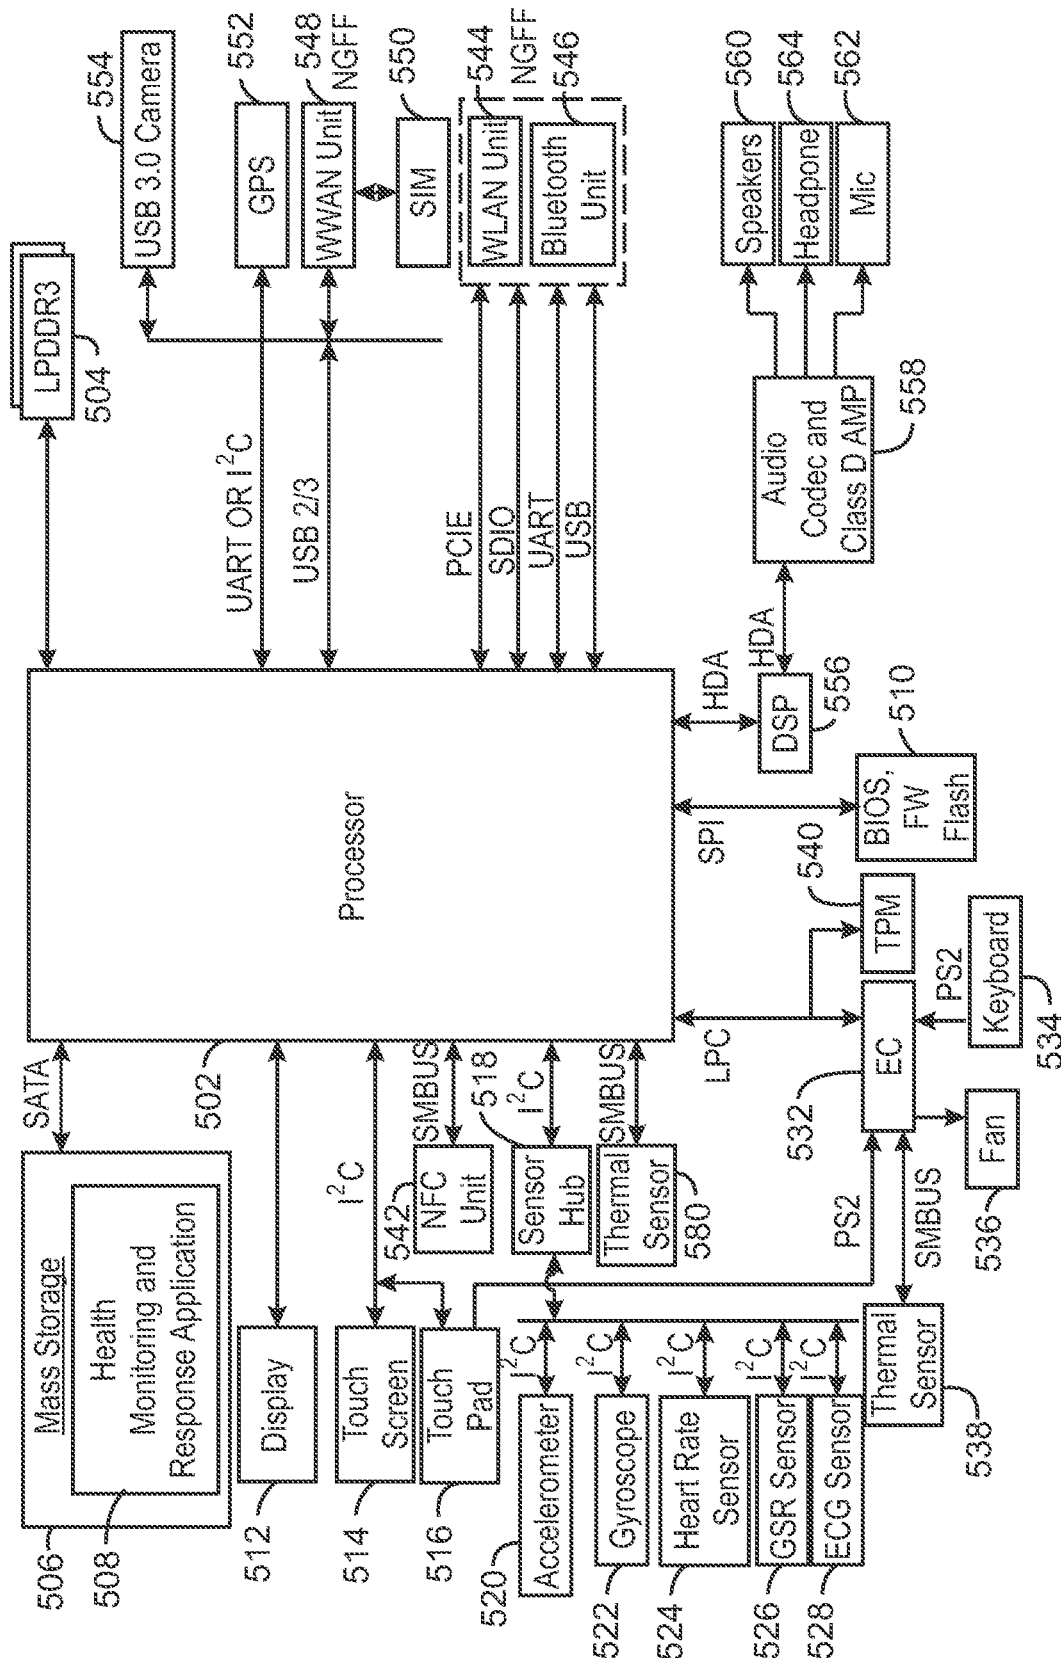 506
508
Mass Storage
Health
Monitoring and
Response Application
SATA
502
Processor
LPDDR3
504
USB 3.0 Camera
554
512
Display
UART OR I²C
GPS
552
514
Touch
Screen
I²C
USB 2/3
WWAN Unit
548
NGFF
516
Touch
Pad
542
NFC
Unit
SMBUS
SIM
550
PCIE
SDIO
UART
USB
WLAN Unit
544
NGFF
Bluetooth
Unit
546
520
Accelerometer
I²C
Sensor
Hub
518
I²C
522
Gyroscope
I²C
Thermal
Sensor
580
SMBUS
524
Heart Rate
Sensor
I²C
526
GSR Sensor
I²C
528
ECG Sensor
I²C
LPC
SPI
HDA
HDA
DSP
556
Audio
Codec and
Class D AMP
558
Speakers
560
Headpone
564
Mic
562
538
Thermal
Sensor
PS2
SMBUS
532
EC
TPM
540
BIOS,
FW
Flash
510
536
Fan
PS2
Keyboard
534